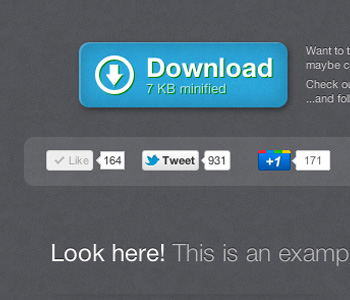 Download
7 KB minified
Want to t
maybe c
Check ou
...and foll
Like 164
Tweet 931
+1 171
Look here! This is an examp